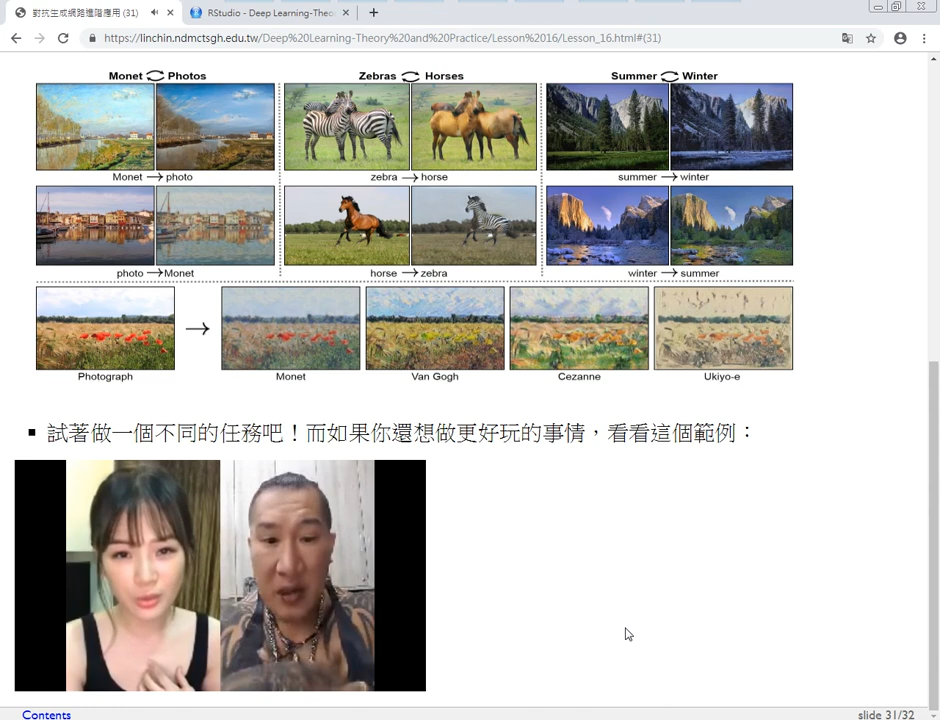 對抗生成網路進階應用 (31)
RStudio - Deep Learning-Theo
https://linchin.ndmctsgh.edu.tw/Deep%20Learning-Theory%20and%20Practice/Lesson%2016/Lesson_16.html#(31)
Monet Photos
Zebras Horses
Summer Winter
Monet → photo
zebra → horse
summer → winter
photo → Monet
horse → zebra
winter → summer
Photograph
Monet
Van Gogh
Cezanne
Ukiyo-e
▪ 試著做一個不同的任務吧！而如果你還想做更好玩的事情，看看這個範例：
Contents
slide 31/32